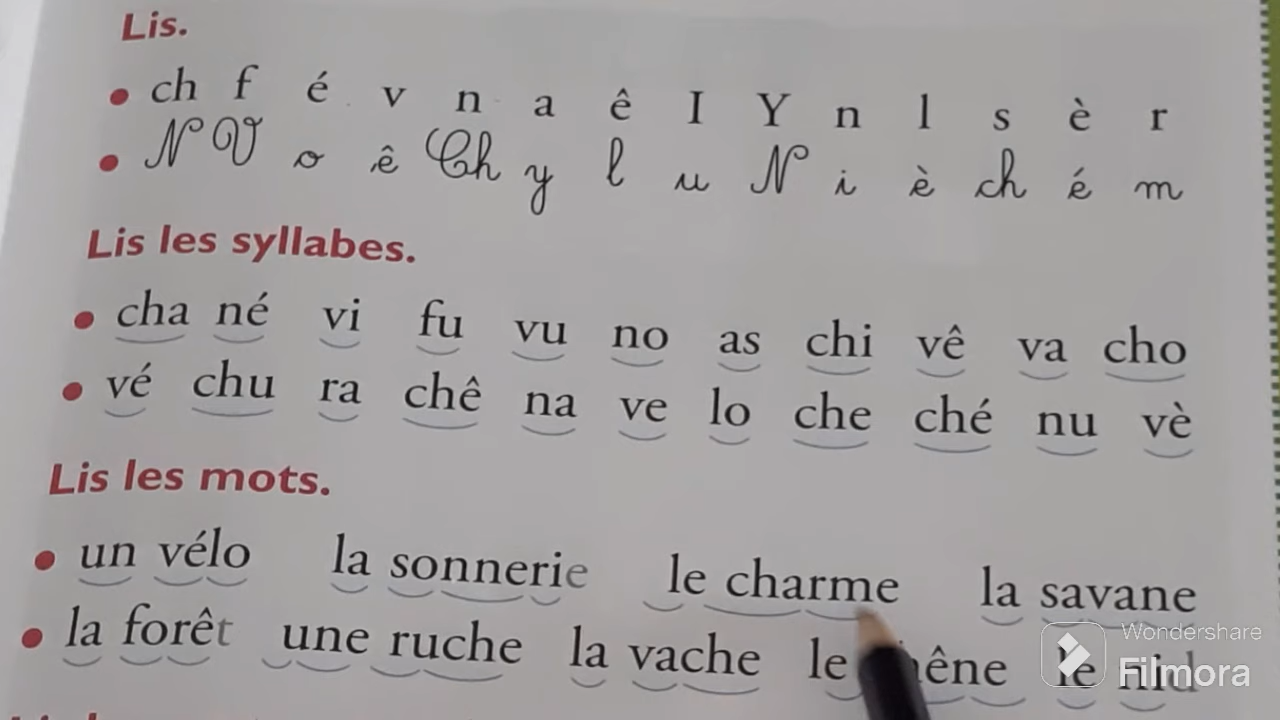 Lis.
ch f é v n a ê I Y n l s è r
N V o ê Ch y l u N i è ch é m
Lis les syllabes.
cha né vi fu vu no as chi vê va cho
vé chu ra chê na ve lo che ché nu vè
Lis les mots.
un vélo la sonnerie le charme la savane
la forêt une ruche la vache le le nid
Wondershare
Filmora